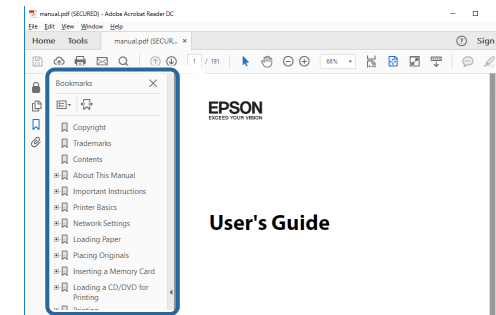 manual.pdf (SECURED) - Adobe Acrobat Reader DC
File Edit View Window Help
Home Tools manual.pdf (SECUR... × Sign
1 / 191 68%
Bookmarks
Copyright
Trademarks
Contents
About This Manual
Important Instructions
Printer Basics
Network Settings
Loading Paper
Placing Originals
Inserting a Memory Card
Loading a CD/DVD for
Printing
Printing
EPSON
EXCEED YOUR VISION
User's Guide